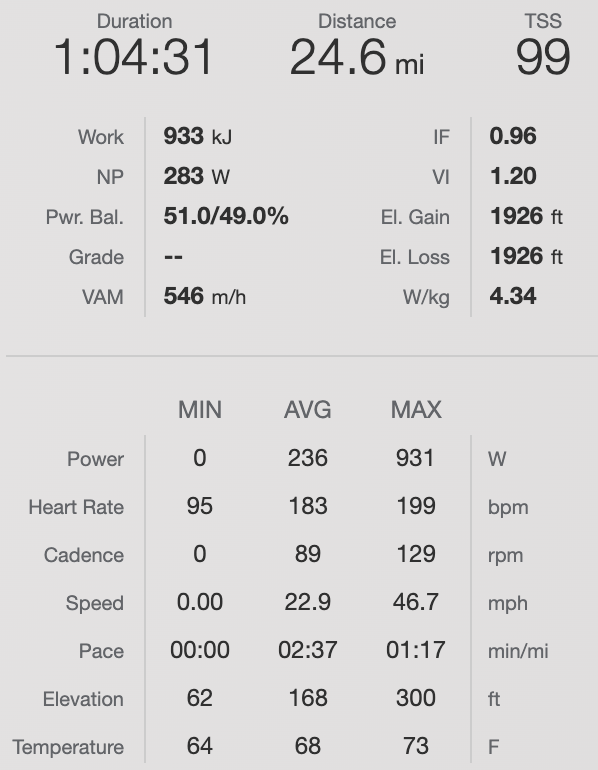 Duration Distance TSS
1:04:31 24.6 mi 99
Work 933 kJ IF 0.96
NP 283 W VI 1.20
Pwr. Bal. 51.0/49.0% El. Gain 1926 ft
Grade -- El. Loss 1926 ft
VAM 546 m/h W/kg 4.34
MIN AVG MAX
Power 0 236 931 W
Heart Rate 95 183 199 bpm
Cadence 0 89 129 rpm
Speed 0.00 22.9 46.7 mph
Pace 00:00 02:37 01:17 min/mi
Elevation 62 168 300 ft
Temperature 64 68 73 F